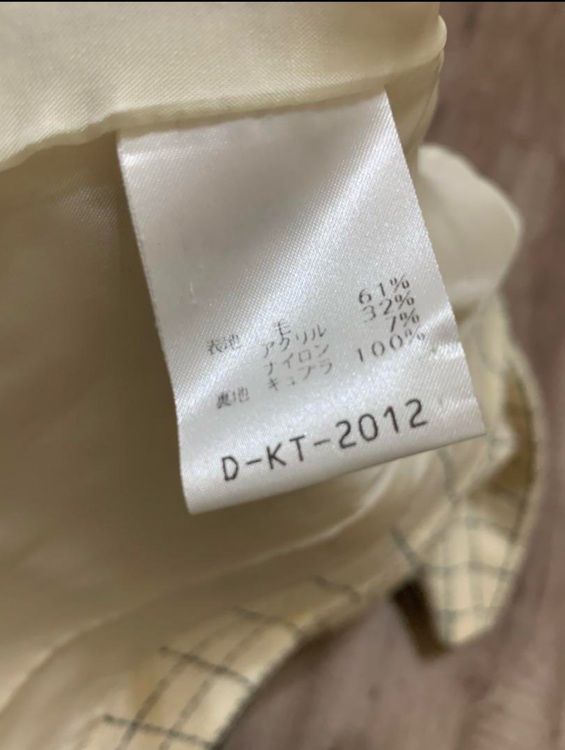 表地 毛 61%
アクリル 32%
ナイロン 7%
裏地 キュプラ 100%
D-KT-2012